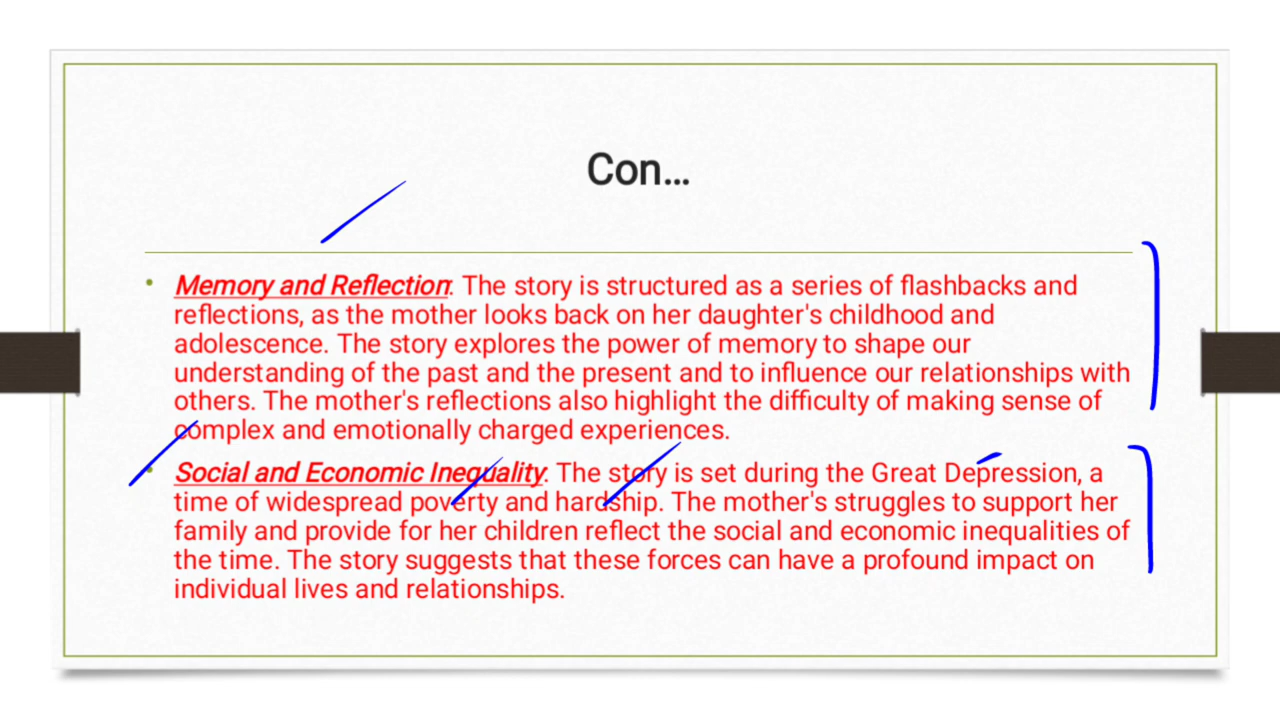 Con...
• Memory and Reflection: The story is structured as a series of flashbacks and
reflections, as the mother looks back on her daughter's childhood and
adolescence. The story explores the power of memory to shape our
understanding of the past and the present and to influence our relationships with
others. The mother's reflections also highlight the difficulty of making sense of
complex and emotionally charged experiences.
• Social and Economic Inequality: The story is set during the Great Depression, a
time of widespread poverty and hardship. The mother's struggles to support her
family and provide for her children reflect the social and economic inequalities of
the time. The story suggests that these forces can have a profound impact on
individual lives and relationships.